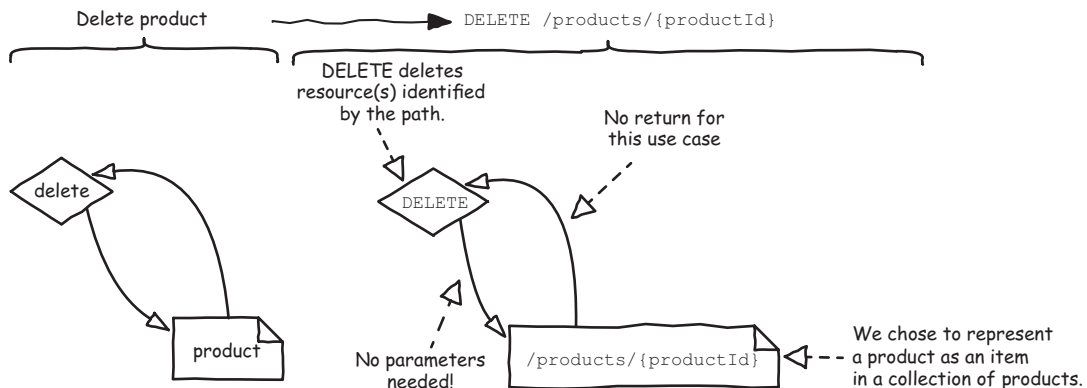 Delete product
DELETE /products/{productId}
DELETE deletes
resource(s) identified
by the path.
No return for
this use case
delete
DELETE
product
/products/{productId}
No parameters
needed!
We chose to represent
a product as an item
in a collection of products.